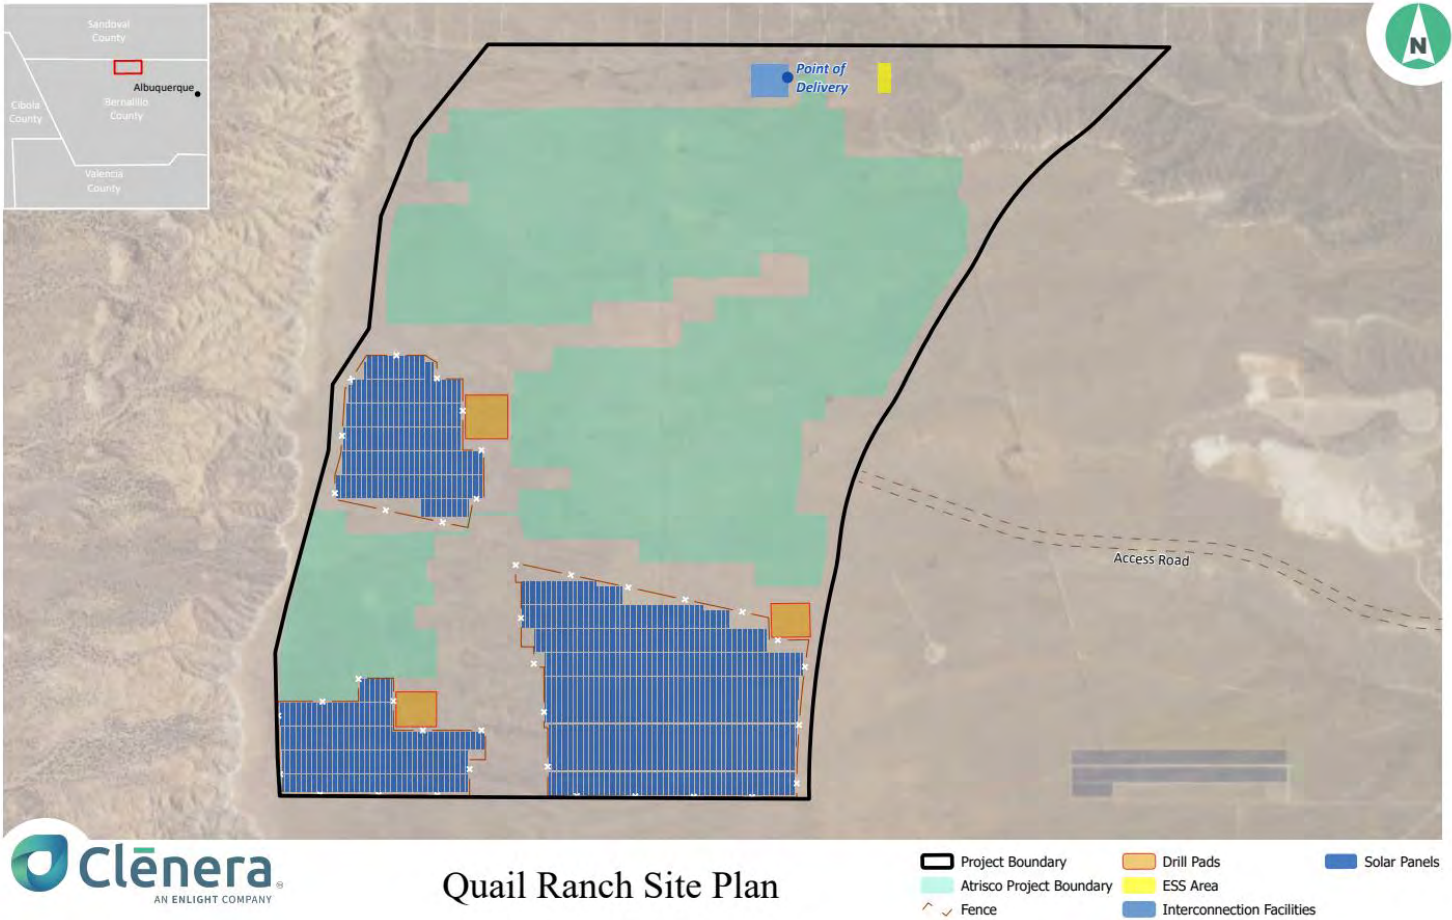 Sandoval
County
Albuquerque
Cibola
County
Bernalillo
County
Valencia
County
N
Point of
Delivery
Access Road
Clēnera
AN ENLIGHT COMPANY
Quail Ranch Site Plan
Project Boundary
Atrisco Project Boundary
Fence
Drill Pads
ESS Area
Interconnection Facilities
Solar Panels